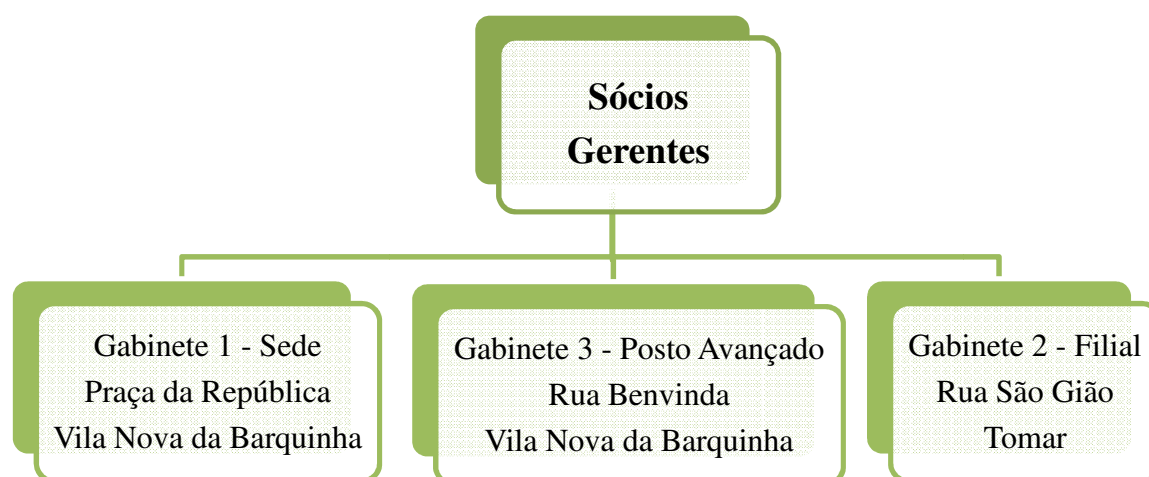 Sócios
Gerentes
Gabinete 1 - Sede
Praça da República
Vila Nova da Barquinha
Gabinete 3 - Posto Avançado
Rua Benvinda
Vila Nova da Barquinha
Gabinete 2 - Filial
Rua São Gião
Tomar